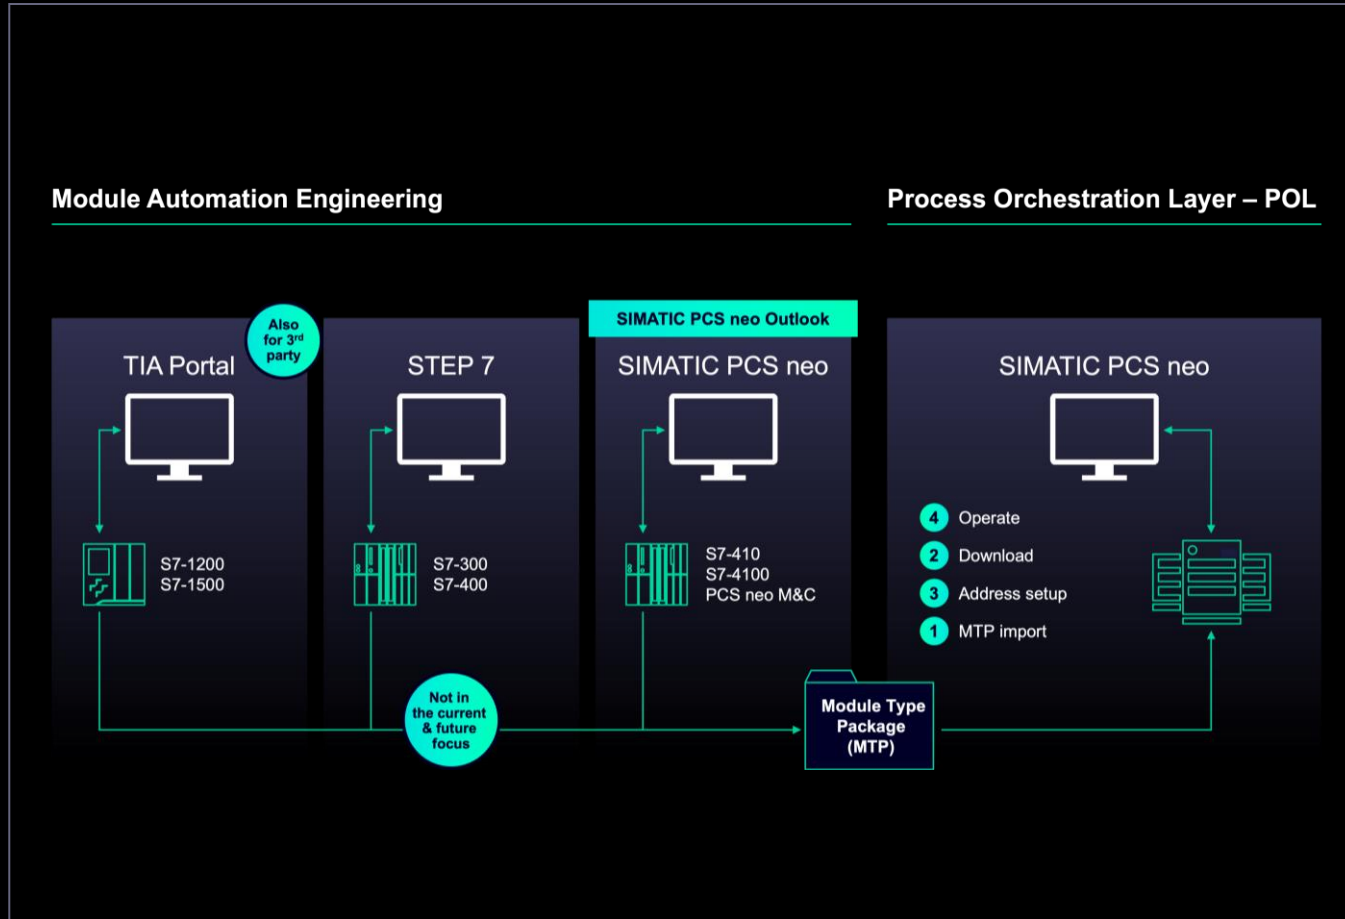 Module Automation Engineering
Process Orchestration Layer – POL
Also
for 3rd
party
TIA Portal
S7-1200
S7-1500
STEP 7
S7-300
S7-400
Not in
the current
& future
focus
SIMATIC PCS neo Outlook
SIMATIC PCS neo
S7-410
S7-4100
PCS neo M&C
Module Type
Package
(MTP)
SIMATIC PCS neo
4 Operate
2 Download
3 Address setup
1 MTP import